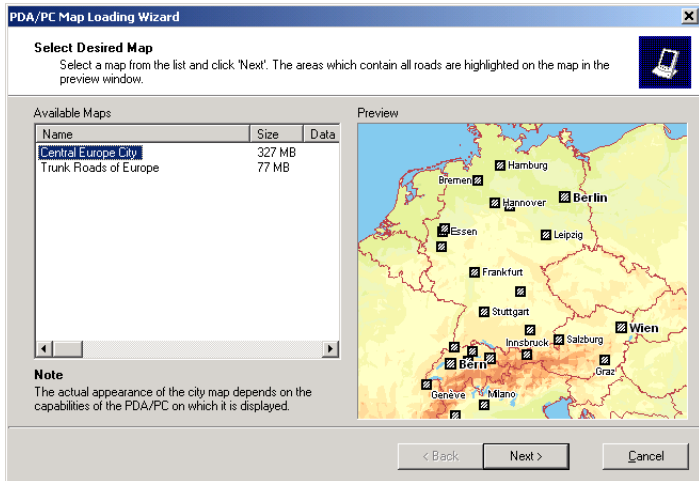 PDA/PC Map Loading Wizard
Select Desired Map
Select a map from the list and click 'Next'. The areas which contain all roads are highlighted on the map in the
preview window.
Available Maps
Name Size Data
Central Europe City 327 MB
Trunk Roads of Europe 77 MB
Note
The actual appearance of the city map depends on the
capabilities of the PDA/PC on which it is displayed.
Preview
Hamburg
Bremen
Berlin
Hannover
Essen
Leipzig
Frankfurt
Stuttgart
Wien
Innsbruck
Salzburg
Bern
Graz
Genève
Milano
< Back
Next >
Cancel